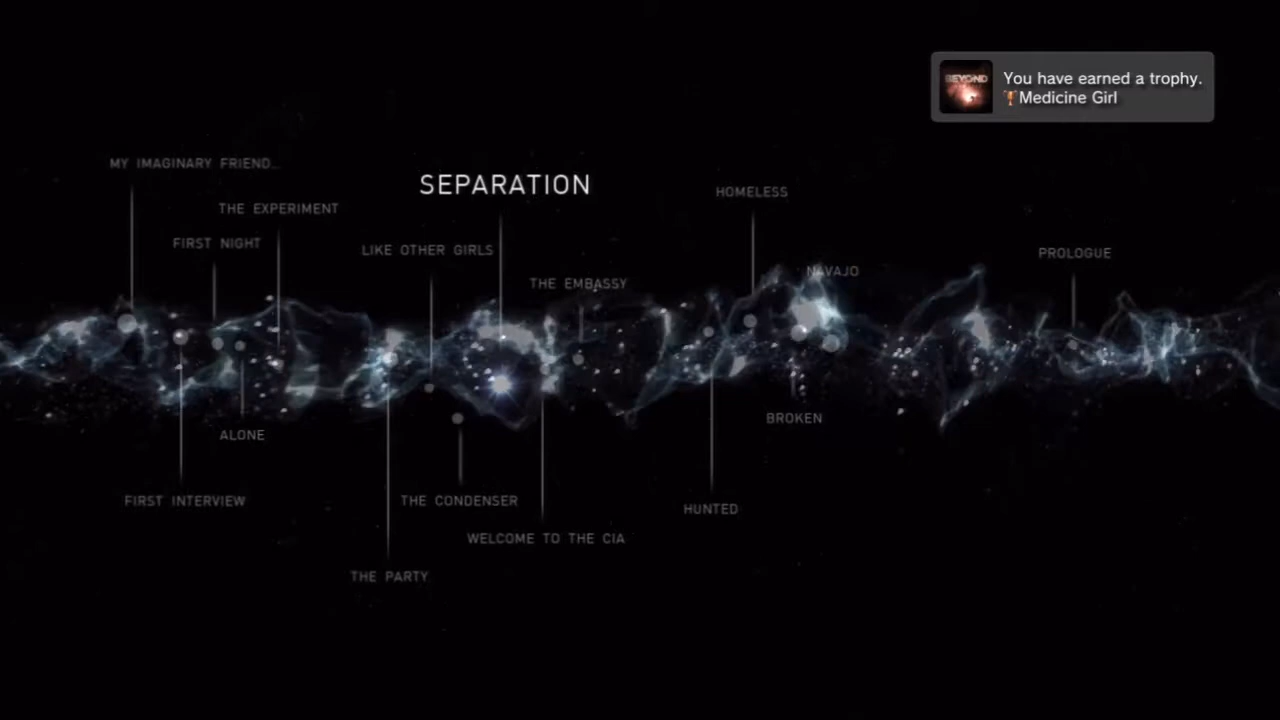 BEYOND
You have earned a trophy.
Medicine Girl
MY IMAGINARY FRIEND...
SEPARATION
HOMELESS
THE EXPERIMENT
FIRST NIGHT
LIKE OTHER GIRLS
PROLOGUE
NAVAJO
THE EMBASSY
BROKEN
ALONE
FIRST INTERVIEW
THE CONDENSER
HUNTED
WELCOME TO THE CIA
THE PARTY